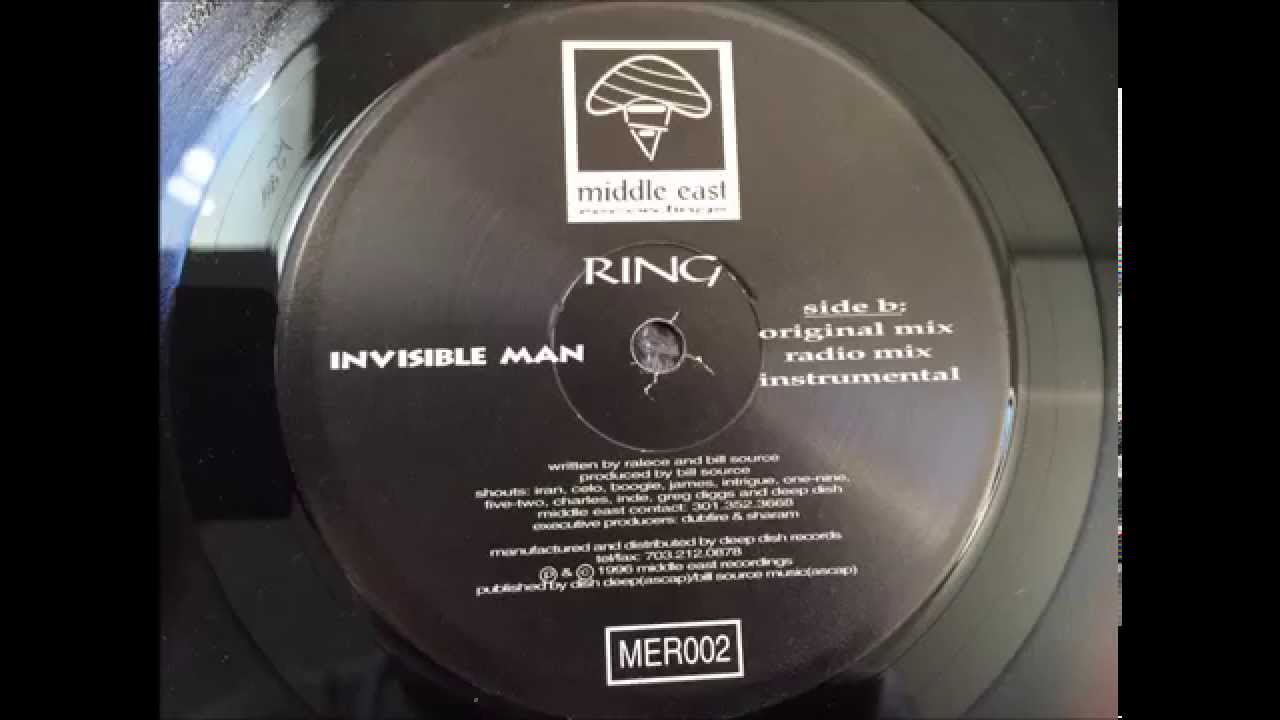 middle east
recordings
RING
INVISIBLE MAN
side b:
original mix
radio mix
instrumental
written by ralece and bill source
produced by bill source
shouts: iran, celo, boogie, james, intrigue, one-nine,
five-two, charles, inde, greg diggs and deep dish
middle east contact: 301.352.3668
executive producers: dubfire & sharam
manufactured and distributed by deep dish records
tel/fax: 703.212.0878
℗ & © 1996 middle east recordings
published by dish deep(ascap)/bill source music(ascap)
MER002